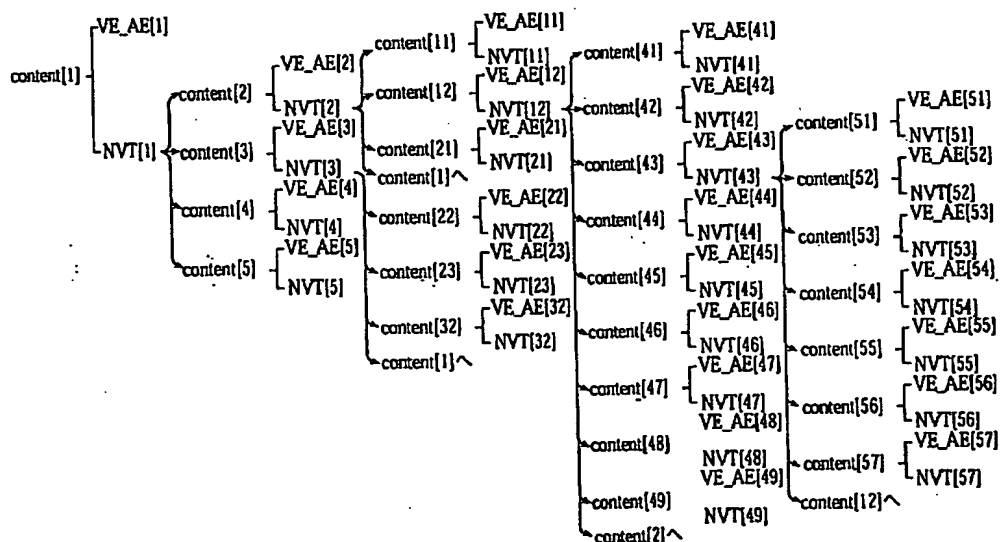 content[1]
VE_AE[1]
NVT[1]
content[2]
VE_AE[2]
NVT[2]
content[3]
VE_AE[3]
NVT[3]
content[4]
VE_AE[4]
NVT[4]
content[5]
VE_AE[5]
NVT[5]
content[11]
VE_AE[11]
NVT[11]
content[12]
VE_AE[12]
NVT[12]
content[21]
VE_AE[21]
NVT[21]
content[1]^
content[22]
VE_AE[22]
NVT[22]
content[23]
VE_AE[23]
NVT[23]
content[32]
VE_AE[32]
NVT[32]
content[1]^
content[41]
VE_AE[41]
NVT[41]
content[42]
VE_AE[42]
NVT[42]
content[43]
VE_AE[43]
NVT[43]
content[44]
VE_AE[44]
NVT[44]
content[45]
VE_AE[45]
NVT[45]
content[46]
VE_AE[46]
NVT[46]
content[47]
VE_AE[47]
NVT[47]
content[48]
VE_AE[48]
NVT[48]
content[49]
VE_AE[49]
NVT[49]
content[2]^
content[51]
VE_AE[51]
NVT[51]
content[52]
VE_AE[52]
NVT[52]
content[53]
VE_AE[53]
NVT[53]
content[54]
VE_AE[54]
NVT[54]
content[55]
VE_AE[55]
NVT[55]
content[56]
VE_AE[56]
NVT[56]
content[57]
VE_AE[57]
NVT[57]
content[12]^